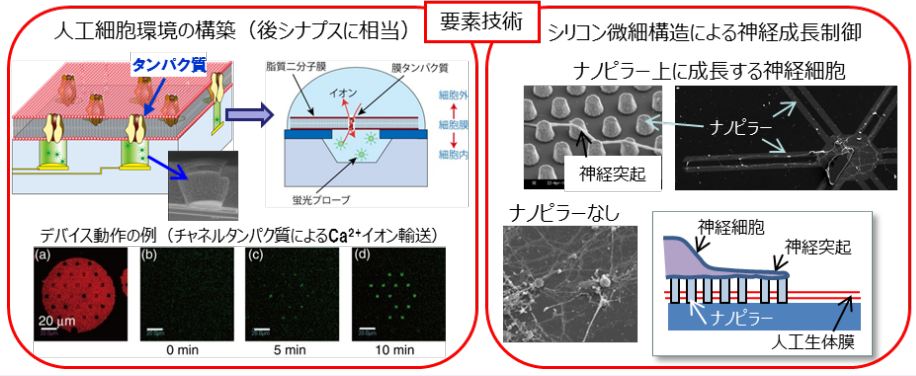 要素技術
人工細胞環境の構築（後シナプスに相当）
タンパク質
脂質二分子膜
膜タンパク質
イオン
細胞外
細胞膜
細胞内
蛍光プローブ
デバイス動作の例（チャネルタンパク質によるCa²⁺イオン輸送）
(a)
(b)
(c)
(d)
20 μm
20.0μm
20.0μm
20.0μm
20.0μm
0 min
5 min
10 min
シリコン微細構造による神経成長制御
ナノピラー上に成長する神経細胞
ナノピラー
神経突起
ナノピラーなし
神経細胞
神経突起
ナノピラー
人工生体膜